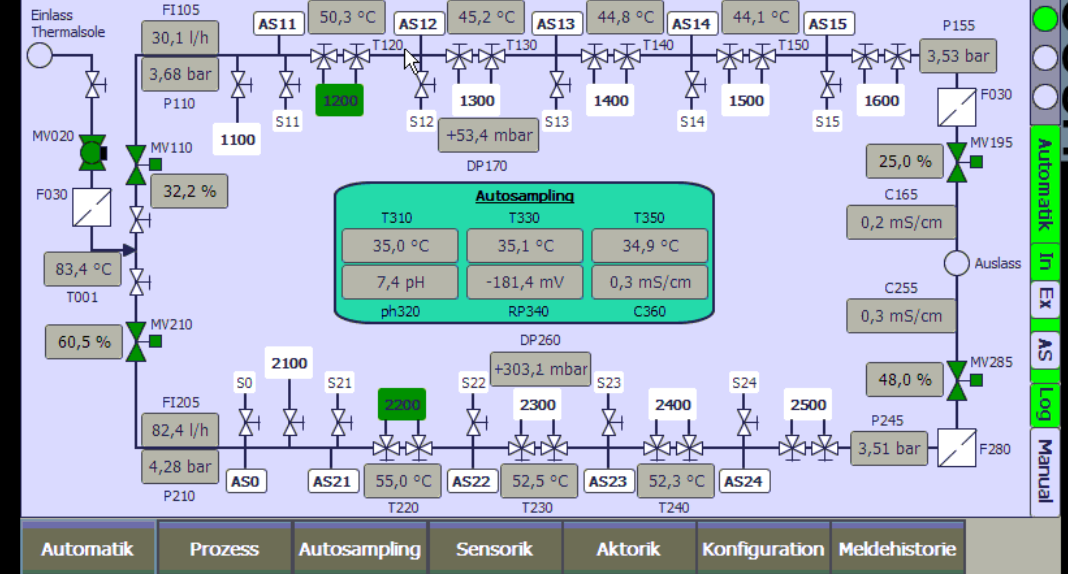 Einlass
Thermalsole
FI105
30,1 l/h
3,68 bar
P110
AS11
50,3 °C
AS12
45,2 °C
AS13
44,8 °C
AS14
44,1 °C
AS15
P155
3,53 bar
T120
T130
T140
T150
1100
S11
1200
S12
1300
S13
1400
S14
1500
S15
1600
F030
+53,4 mbar
DP170
MV020
MV110
32,2 %
F030
83,4 °C
T001
MV210
60,5 %
MV195
25,0 %
C165
0,2 mS/cm
Auslass
C255
0,3 mS/cm
MV285
48,0 %
Autosampling
T310
T330
T350
35,0 °C
35,1 °C
34,9 °C
7,4 pH
-181,4 mV
0,3 mS/cm
ph320
RP340
C360
DP260
+303,1 mbar
FI205
82,4 l/h
4,28 bar
P210
S0
2100
S21
2200
S22
2300
S23
2400
S24
2500
P245
3,51 bar
F280
AS0
AS21
55,0 °C
AS22
52,5 °C
AS23
52,3 °C
AS24
T220
T230
T240
Automatik
In
Ex
AS
Log
Manual
Automatik
Prozess
Autosampling
Sensorik
Aktorik
Konfiguration
Meldehistorie